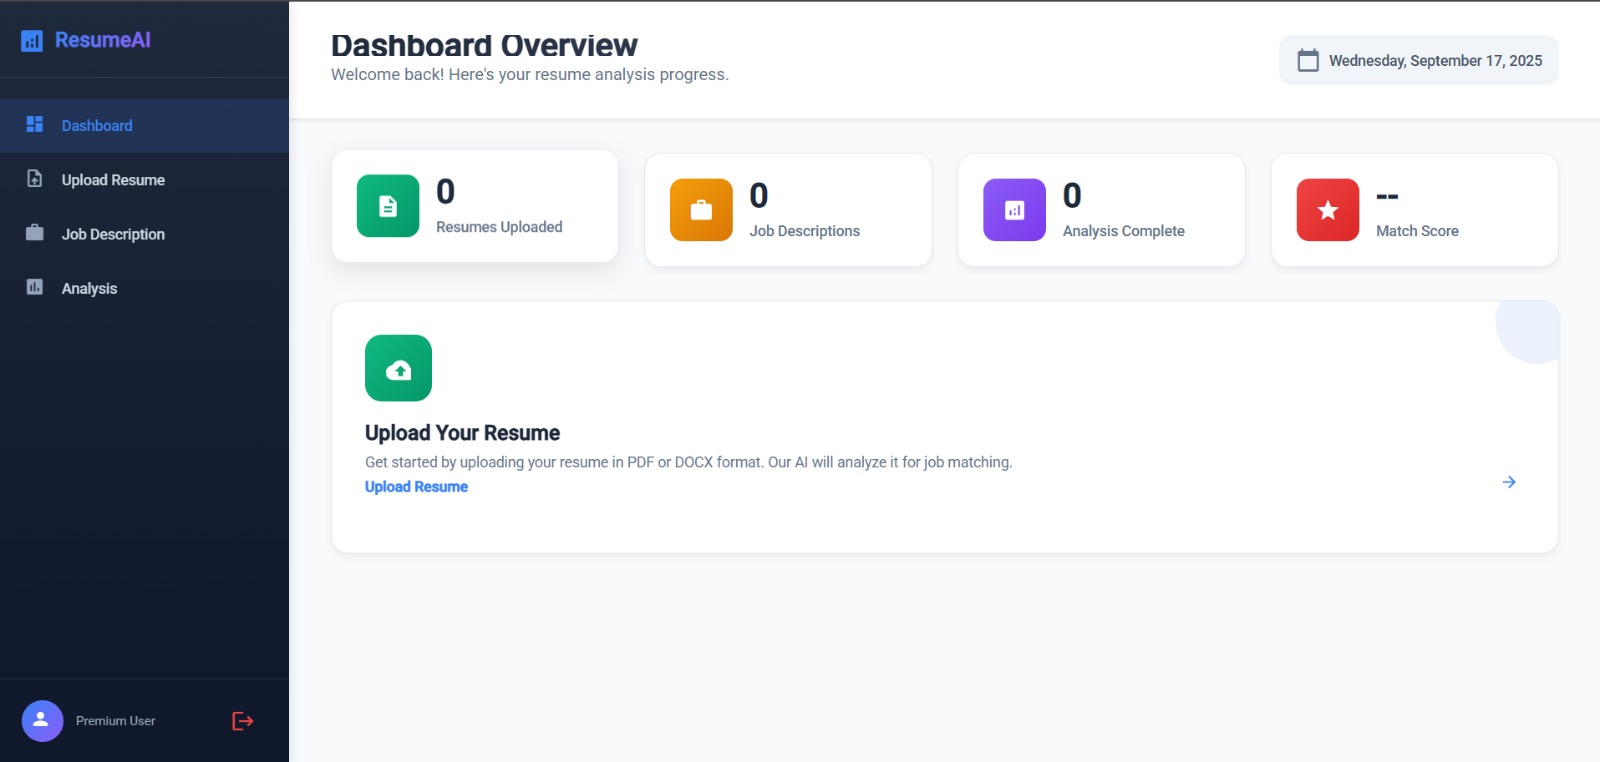 ResumeAI
Dashboard
Upload Resume
Job Description
Analysis
Premium User
Dashboard Overview
Welcome back! Here's your resume analysis progress.
Wednesday, September 17, 2025
0
Resumes Uploaded
0
Job Descriptions
0
Analysis Complete
--
Match Score
Upload Your Resume
Get started by uploading your resume in PDF or DOCX format. Our AI will analyze it for job matching.
Upload Resume